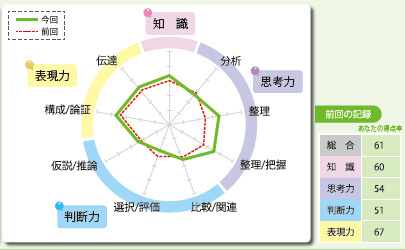 今回
前回
知 識
伝達
分析
表現力
思考力
構成/論証
整理
仮説/推論
整理/把握
選択/評価
比較/関連
判断力
前回の記録
あなたの得点率
総 合 61
知 識 60
思考力 54
判断力 51
表現力 67